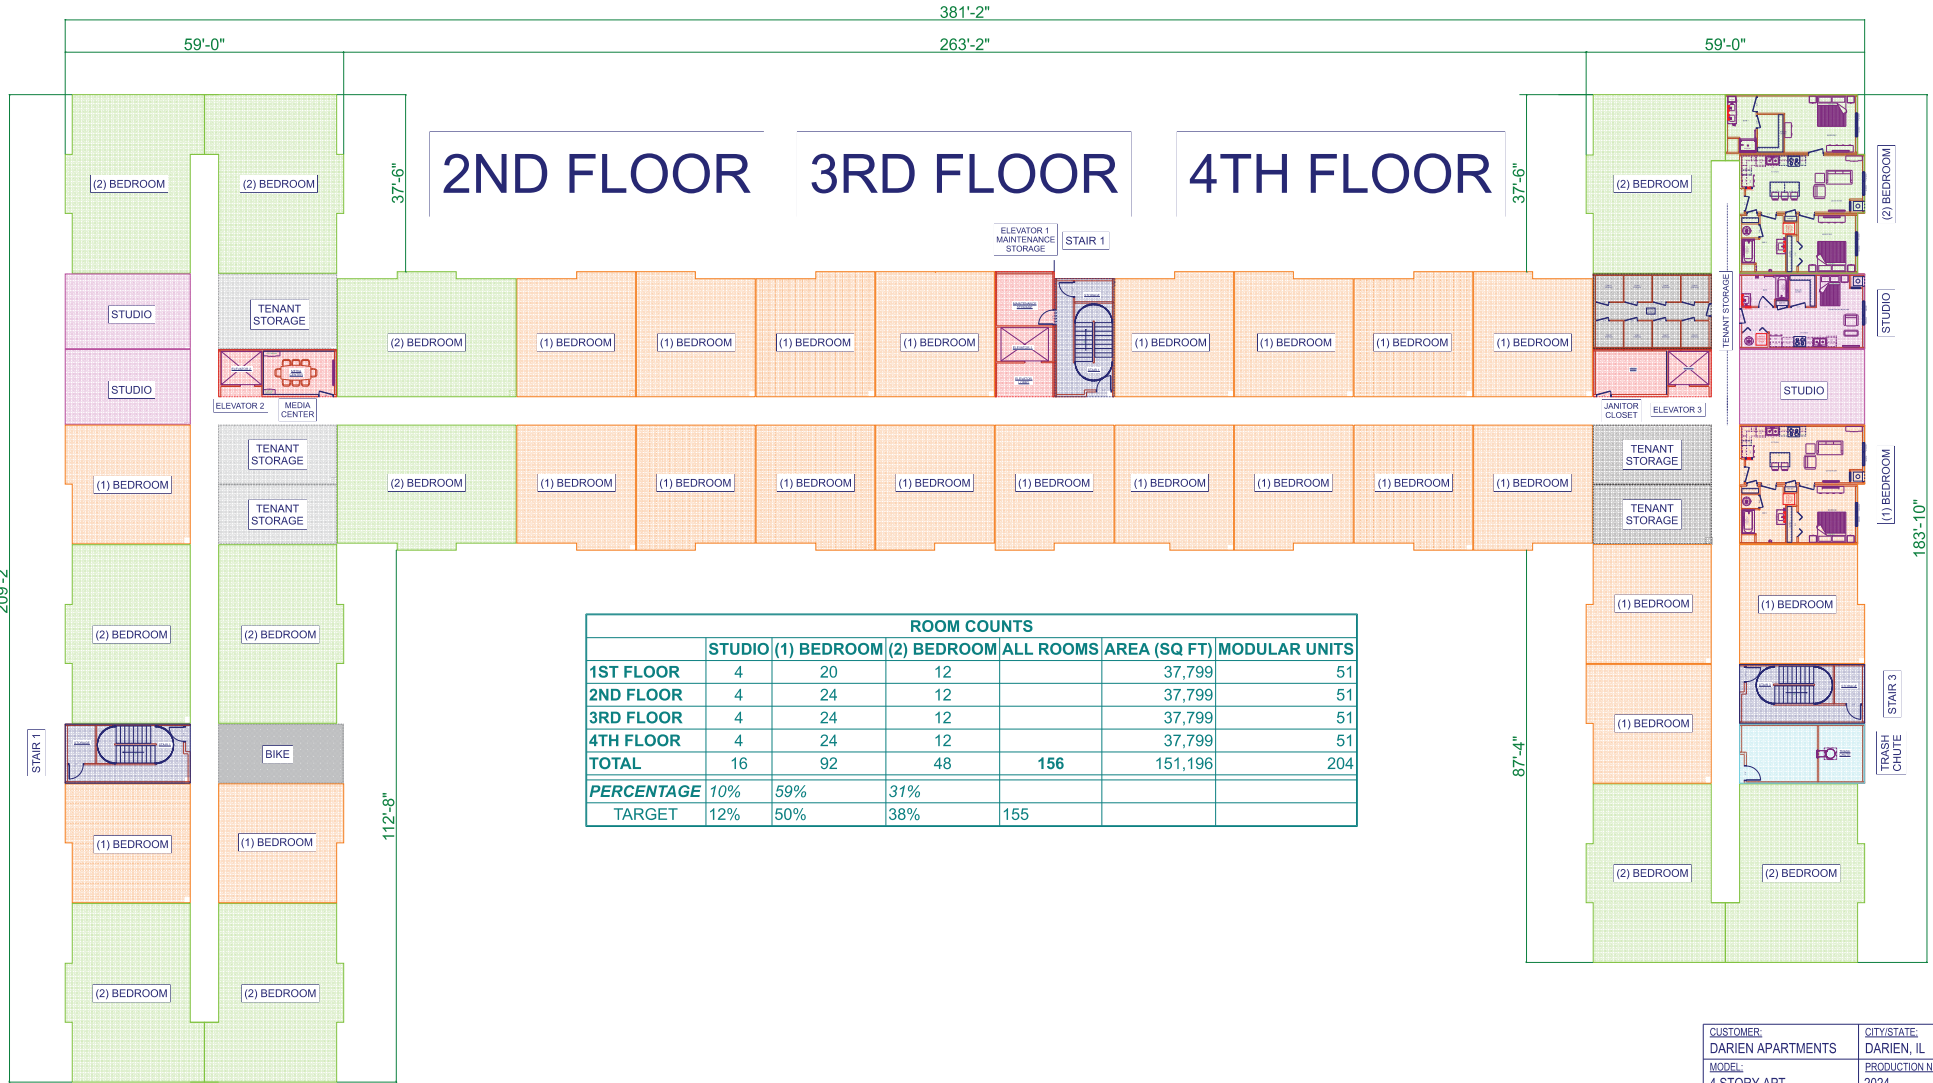 381'-2"
59'-0"
263'-2"
59'-0"
2ND FLOOR
3RD FLOOR
4TH FLOOR
37'-6"
37'-6"
(2) BEDROOM
(2) BEDROOM
(2) BEDROOM
(2) BEDROOM
ELEVATOR 1
MAINTENANCE
STORAGE
STAIR 1
STUDIO
TENANT
STORAGE
TENANT STORAGE
STUDIO
(2) BEDROOM
(1) BEDROOM
(1) BEDROOM
(1) BEDROOM
(1) BEDROOM
(1) BEDROOM
(1) BEDROOM
(1) BEDROOM
(1) BEDROOM
STUDIO
STUDIO
ELEVATOR 2
MEDIA
CENTER
JANITOR
CLOSET
ELEVATOR 3
TENANT
STORAGE
TENANT
STORAGE
(1) BEDROOM
(2) BEDROOM
(1) BEDROOM
(1) BEDROOM
(1) BEDROOM
(1) BEDROOM
(1) BEDROOM
(1) BEDROOM
(1) BEDROOM
(1) BEDROOM
(1) BEDROOM
(1) BEDROOM
TENANT
STORAGE
TENANT
STORAGE
183'-10"
209'-2
(1) BEDROOM
(1) BEDROOM
(2) BEDROOM
(2) BEDROOM
ROOM COUNTS
STUDIO (1) BEDROOM (2) BEDROOM ALL ROOMS AREA (SQ FT) MODULAR UNITS
1ST FLOOR 4 20 12 37,799 51
2ND FLOOR 4 24 12 37,799 51
3RD FLOOR 4 24 12 37,799 51
4TH FLOOR 4 24 12 37,799 51
TOTAL 16 92 48 156 151,196 204
PERCENTAGE 10% 59% 31%
TARGET 12% 50% 38% 155
STAIR 1
BIKE
(1) BEDROOM
STAIR 3
TRASH
CHUTE
87'-4"
112'-8"
(1) BEDROOM
(1) BEDROOM
(2) BEDROOM
(2) BEDROOM
(2) BEDROOM
(2) BEDROOM
CUSTOMER:
DARIEN APARTMENTS
CITY/STATE:
DARIEN, IL
MODEL:
4 STORY APT
PRODUCTION N
2024